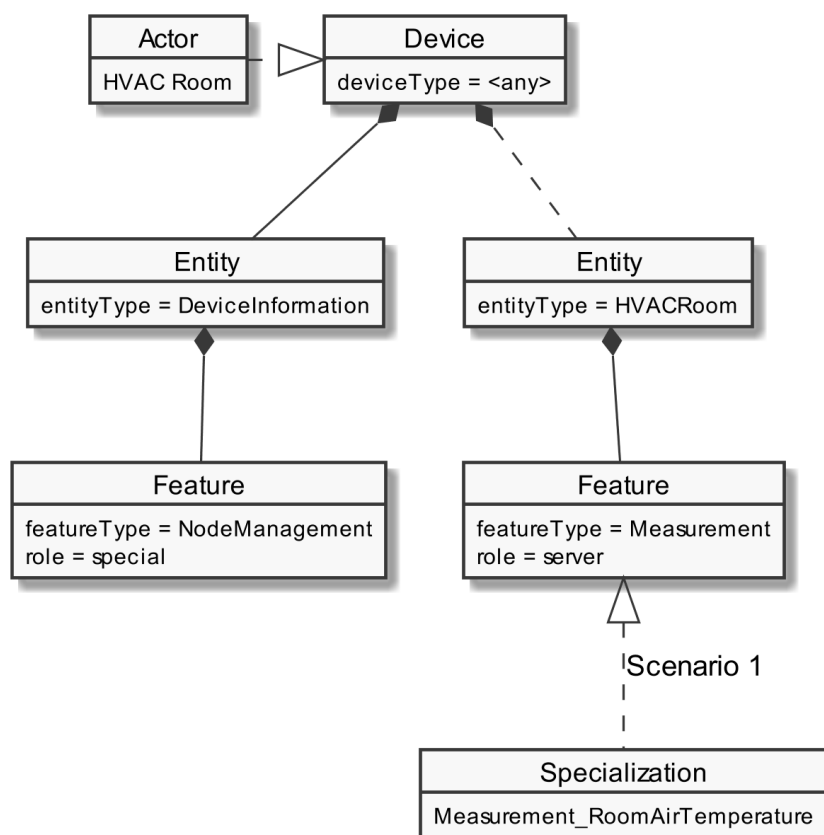 Actor
HVAC Room
Device
deviceType = <any>
Entity
entityType = DeviceInformation
Entity
entityType = HVACRoom
Feature
featureType = NodeManagement
role = special
Feature
featureType = Measurement
role = server
Scenario 1
Specialization
Measurement_RoomAirTemperature